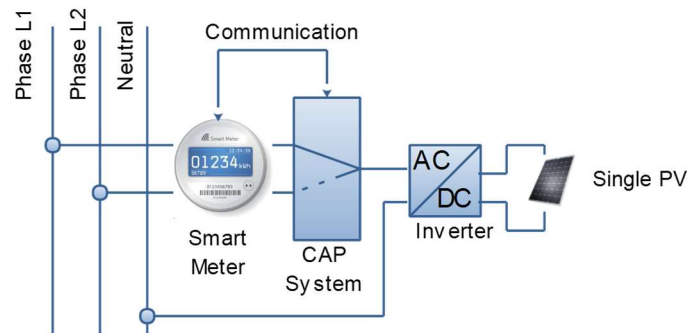 Phase L1
Phase L2
Neutral
Communication
Smart Meter
01234 kWh
Smart
Meter
CAP
System
AC
DC
Inverter
Single PV